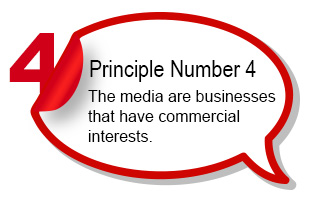 4
Principle Number 4
The media are businesses
that have commercial
interests.